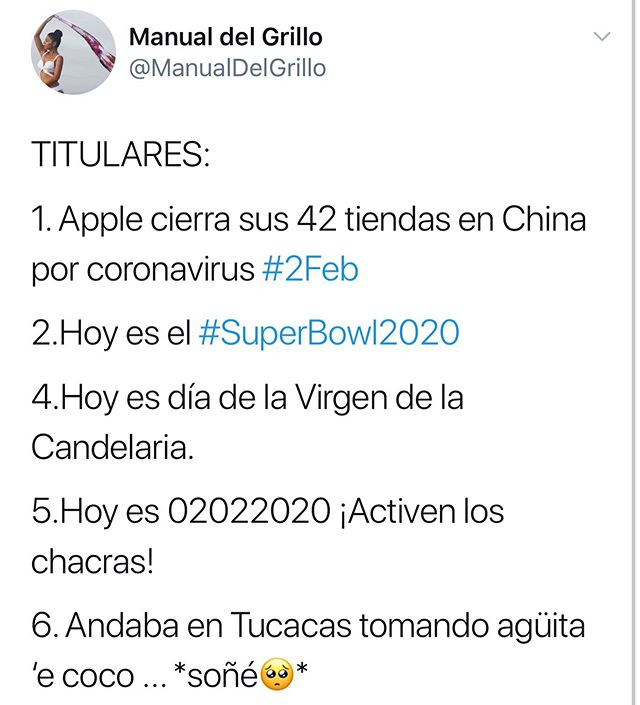 Manual del Grillo
@ManualDelGrillo
TITULARES:
1. Apple cierra sus 42 tiendas en China
por coronavirus #2Feb
2.Hoy es el #SuperBowl2020
4.Hoy es día de la Virgen de la
Candelaria.
5.Hoy es 02022020 ¡Activen los
chacras!
6. Andaba en Tucacas tomando agüita
‘e coco ... *soñé🥺*